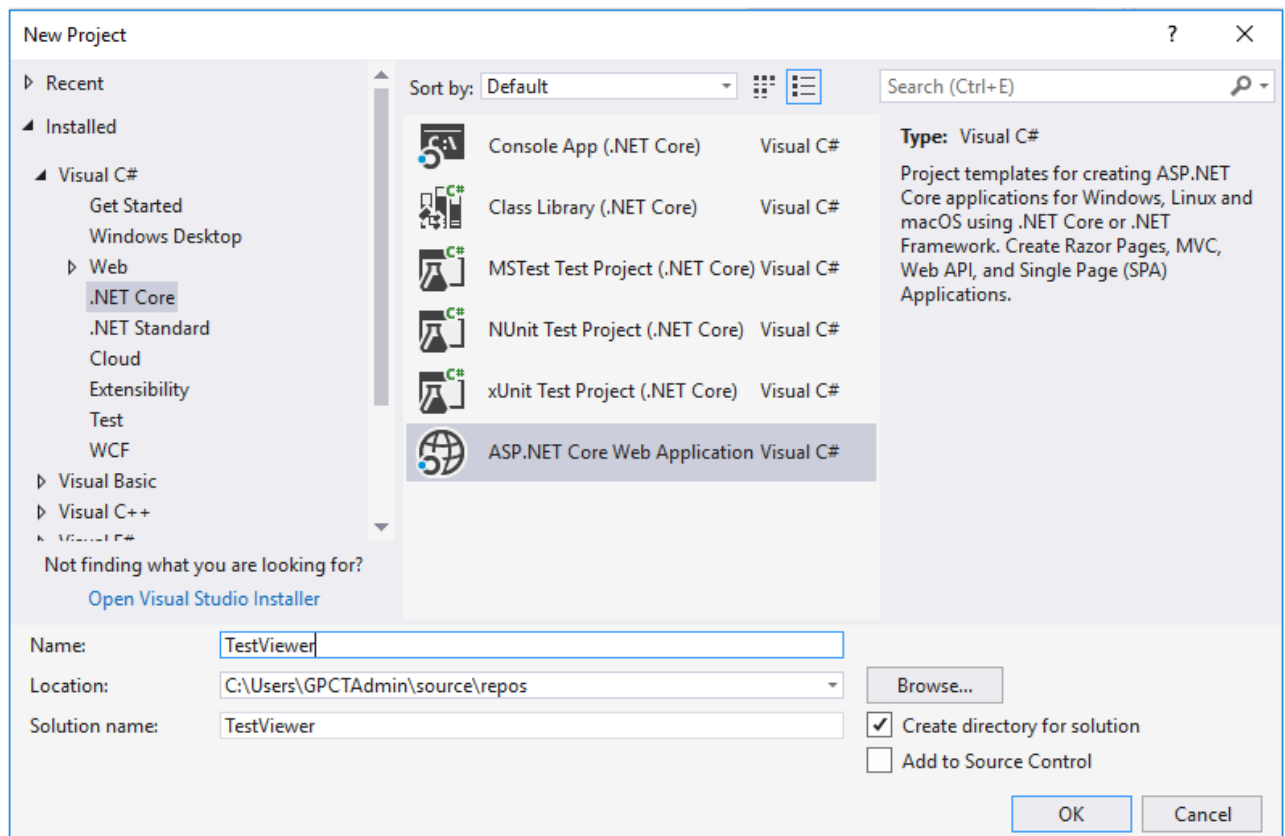 New Project
?
Recent
Installed
Visual C#
Get Started
Windows Desktop
Web
.NET Core
.NET Standard
Cloud
Extensibility
Test
WCF
Visual Basic
Visual C++
Not finding what you are looking for?
Open Visual Studio Installer
Sort by: Default
Console App (.NET Core) Visual C#
Class Library (.NET Core) Visual C#
MSTest Test Project (.NET Core) Visual C#
NUnit Test Project (.NET Core) Visual C#
xUnit Test Project (.NET Core) Visual C#
ASP.NET Core Web Application Visual C#
Search (Ctrl+E)
Type: Visual C#
Project templates for creating ASP.NET
Core applications for Windows, Linux and
macOS using .NET Core or .NET
Framework. Create Razor Pages, MVC,
Web API, and Single Page (SPA)
Applications.
Name: TestViewer
Location: C:\Users\GPCTAdmin\source\repos
Browse...
Solution name: TestViewer
Create directory for solution
Add to Source Control
OK
Cancel